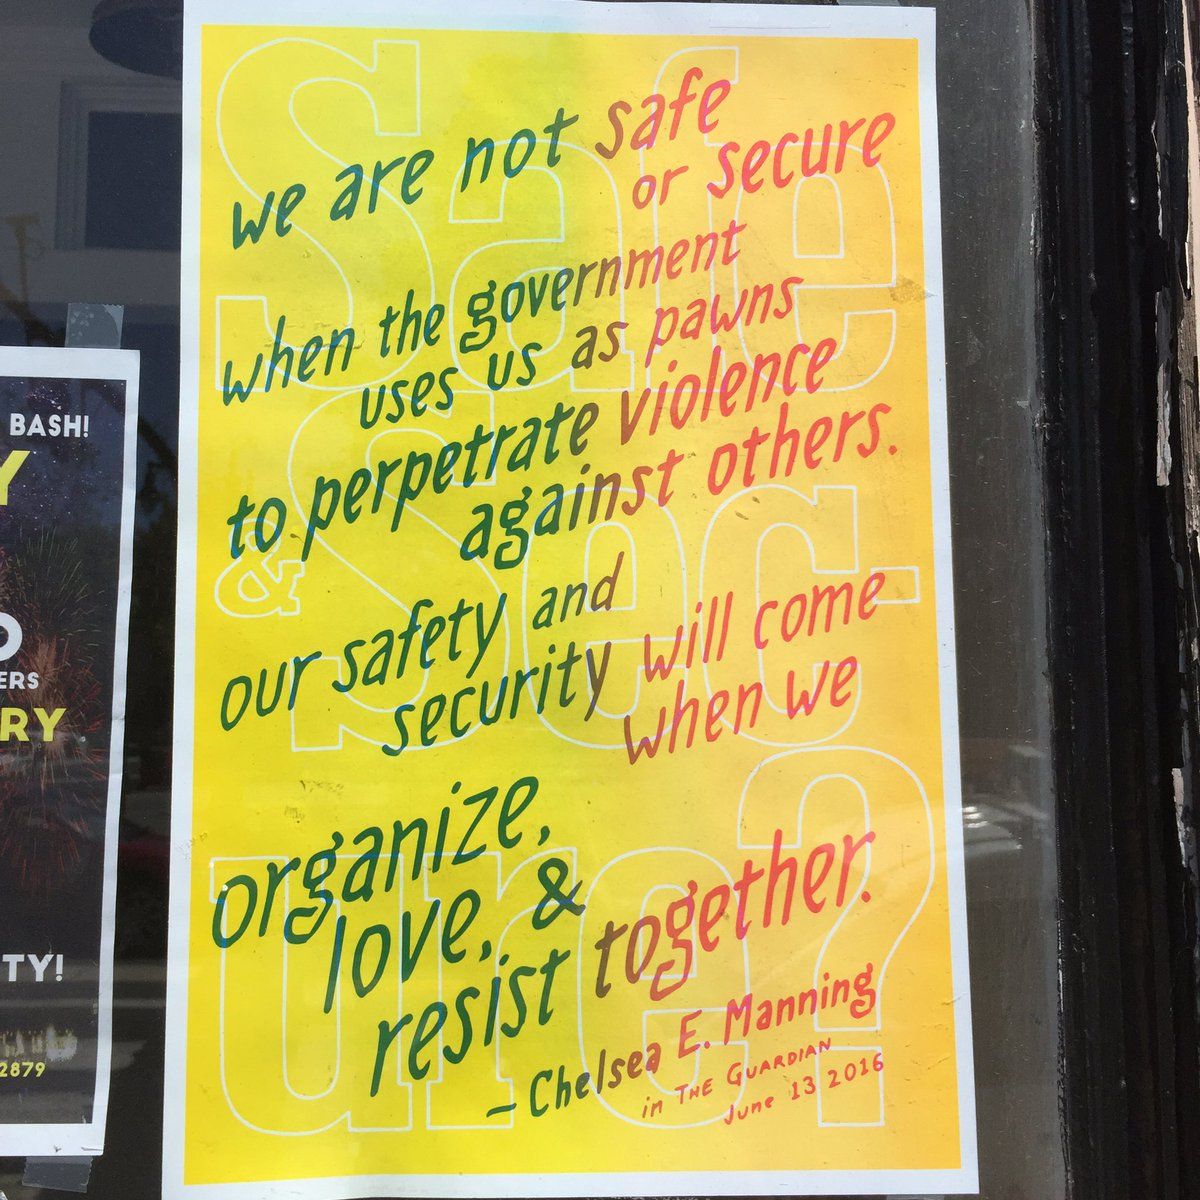 we are not safe
or secure
when the government
uses us as pawns
to perpetrate violence
against others.
our safety and
security will come
when we
organize,
love, &
resist together.
– Chelsea E. Manning
in THE GUARDIAN
June 13 2016
Safe
& Sec
ure?
BASH!
Y
O
ERS
RY
TY!
2879